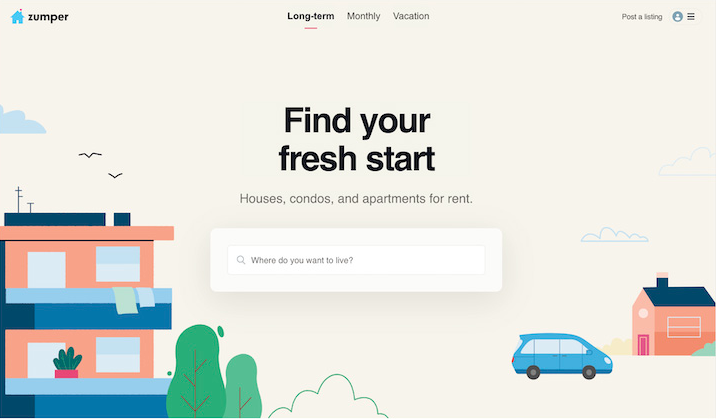 zumper
Long-term Monthly Vacation
Post a listing
Find your
fresh start
Houses, condos, and apartments for rent.
Where do you want to live?